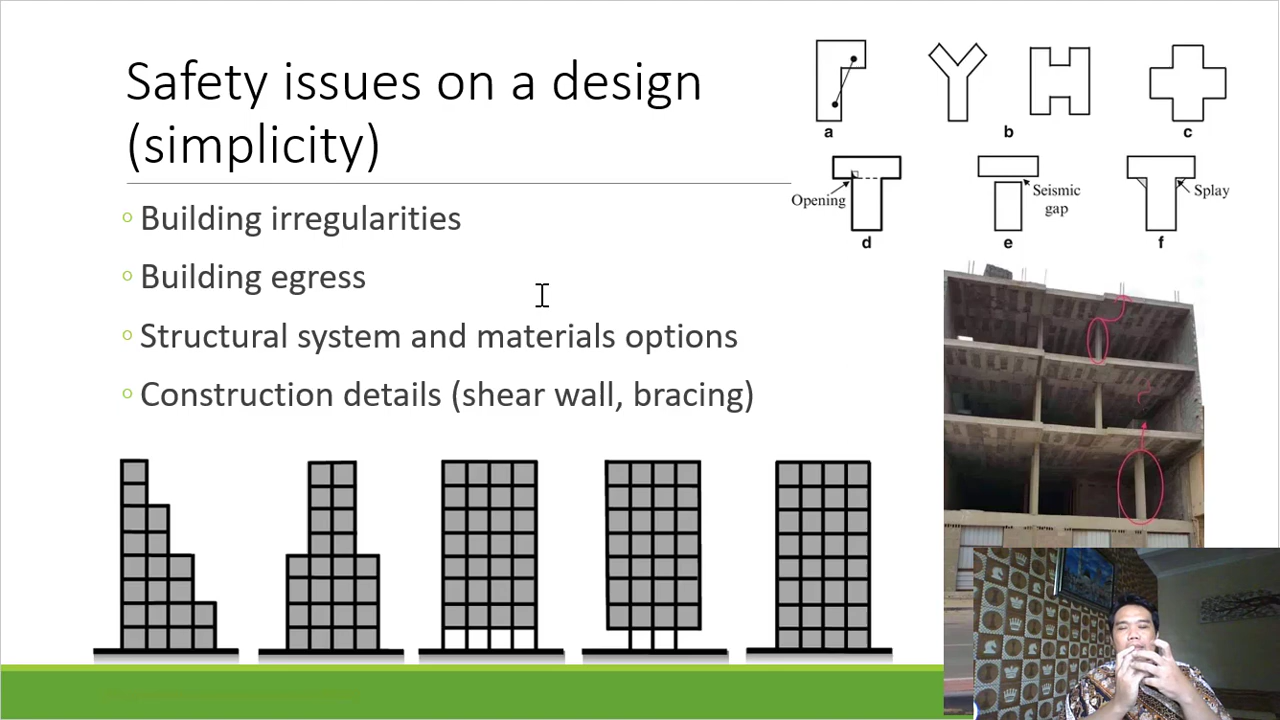 Safety issues on a design
(simplicity)
Building irregularities
Building egress
Structural system and materials options
Construction details (shear wall, bracing)
a
b
c
Opening
Seismic
gap
Splay
d
e
f